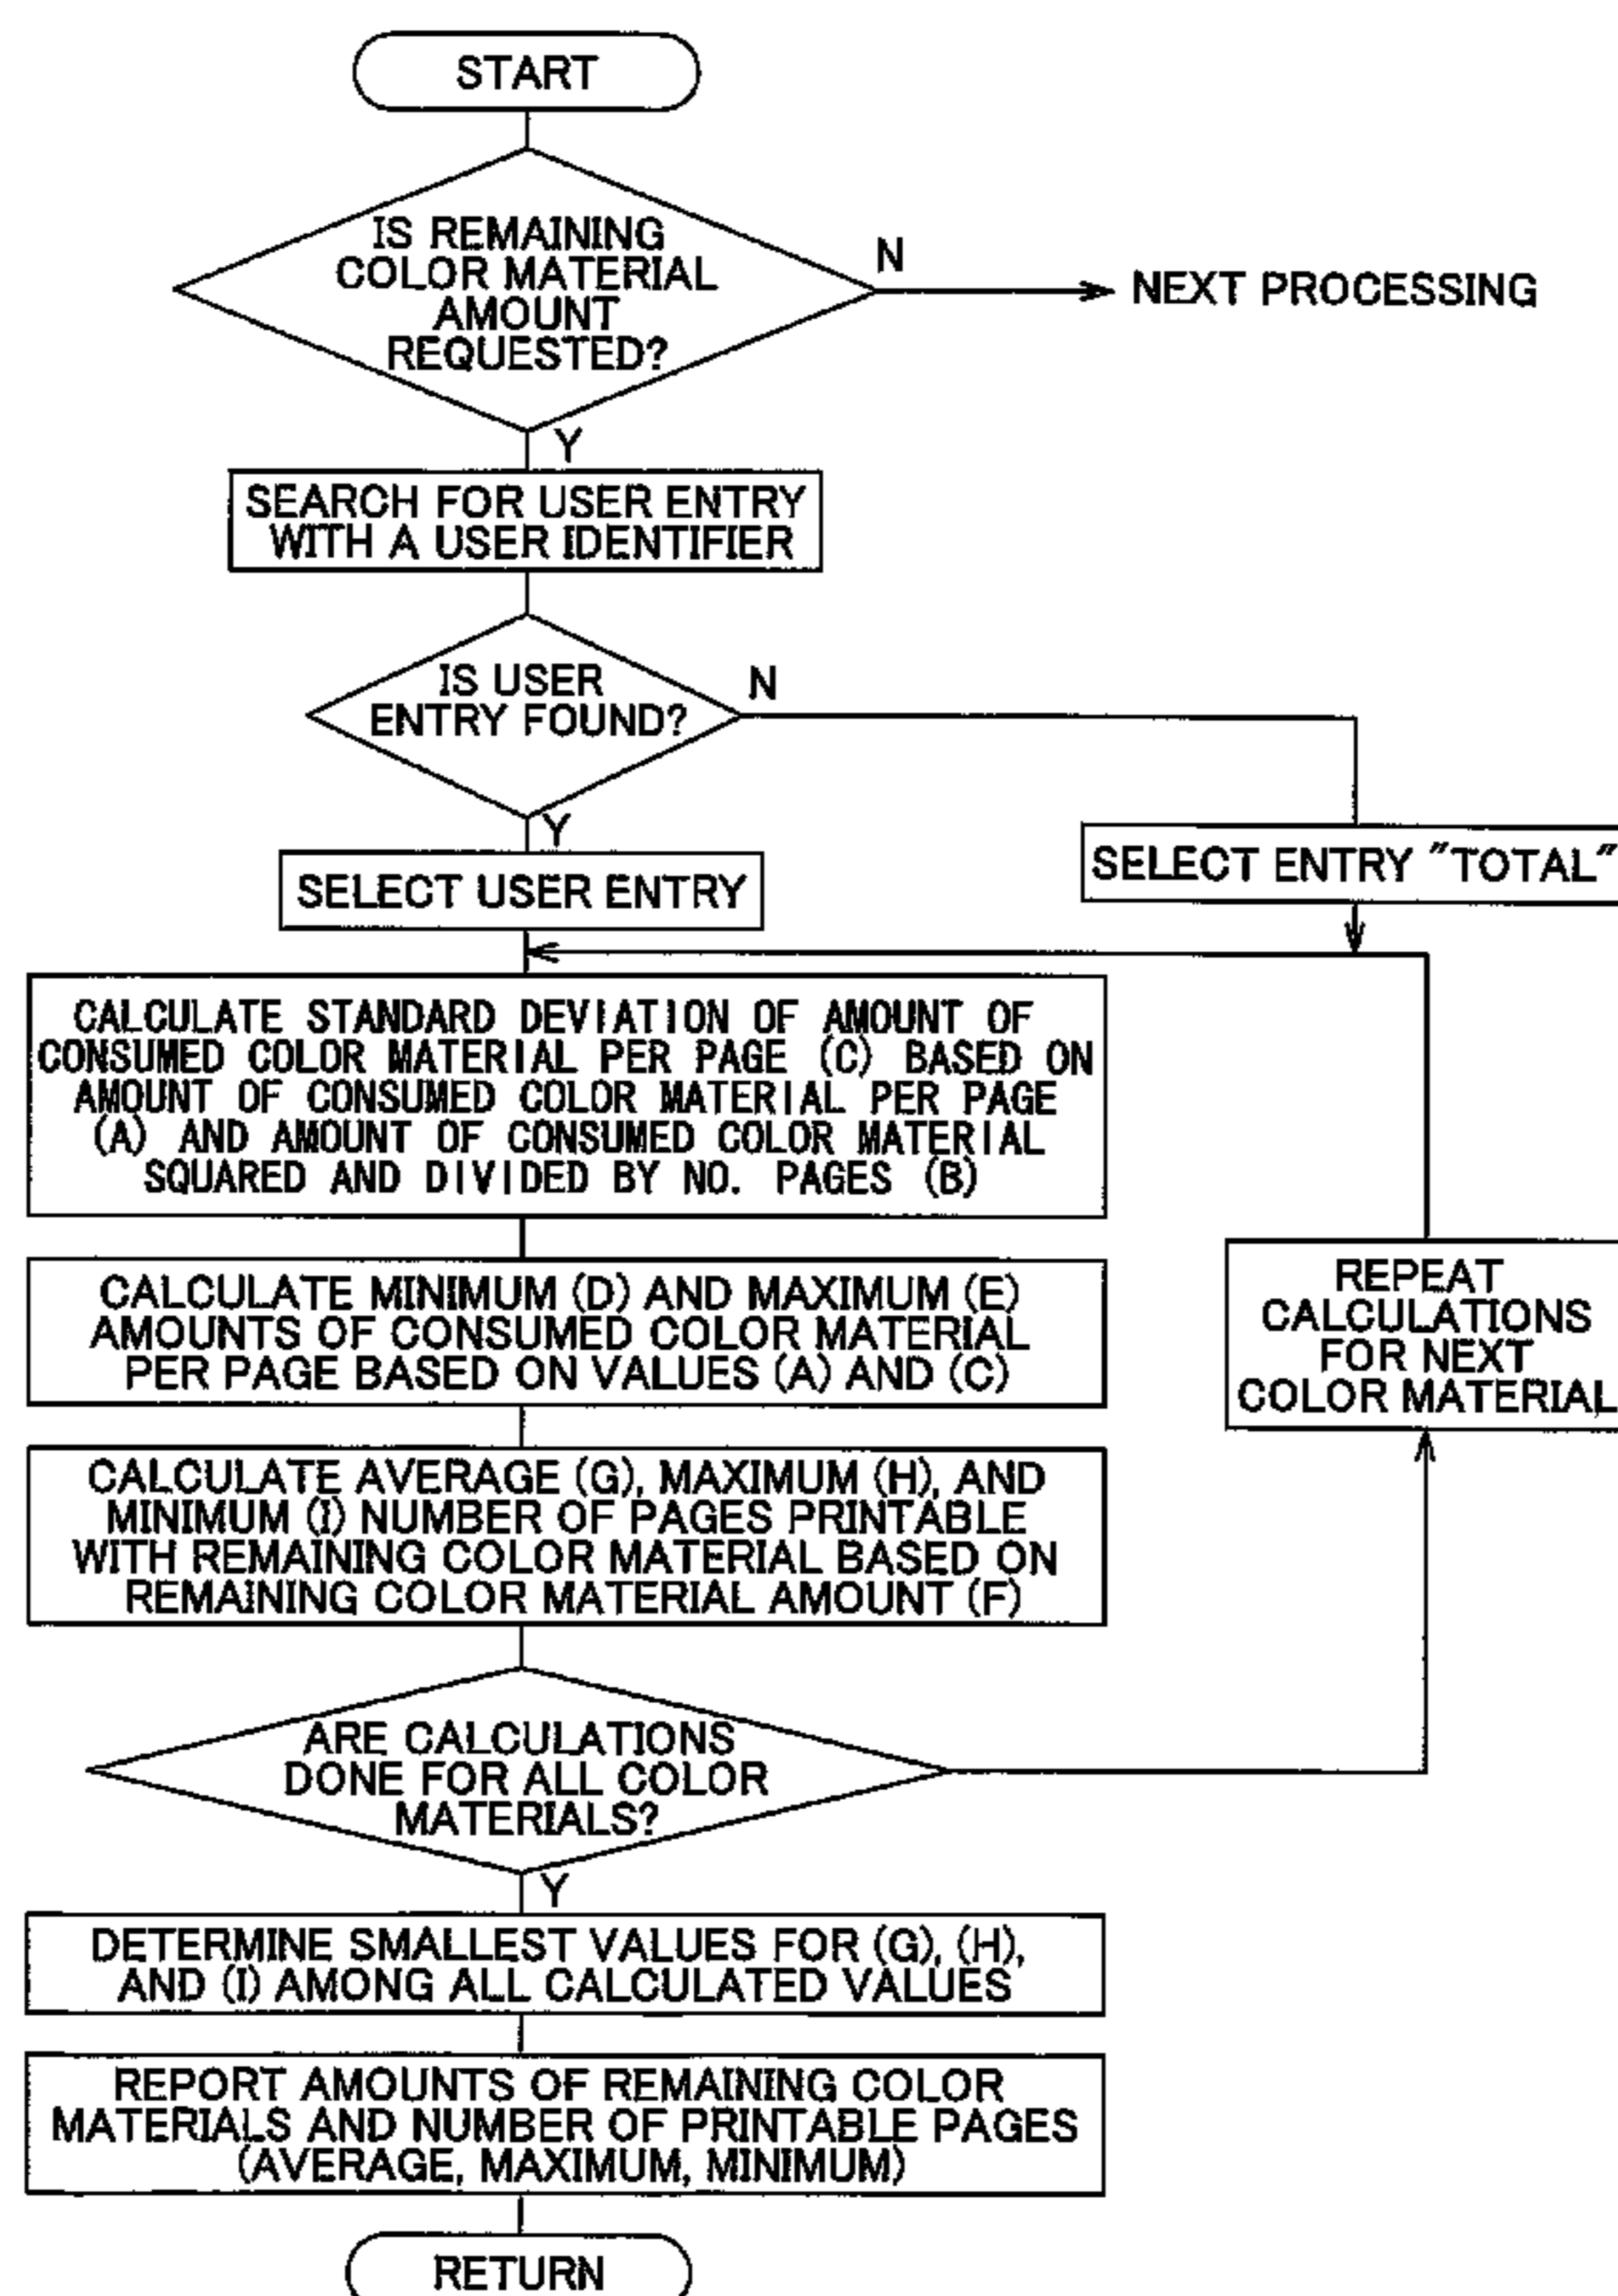 START
IS REMAINING
COLOR MATERIAL
AMOUNT
REQUESTED?
N
NEXT PROCESSING
Y
SEARCH FOR USER ENTRY
WITH A USER IDENTIFIER
IS USER
ENTRY FOUND?
N
Y
SELECT USER ENTRY
SELECT ENTRY "TOTAL"
CALCULATE STANDARD DEVIATION OF AMOUNT OF
CONSUMED COLOR MATERIAL PER PAGE (C) BASED ON
AMOUNT OF CONSUMED COLOR MATERIAL PER PAGE
(A) AND AMOUNT OF CONSUMED COLOR MATERIAL
SQUARED AND DIVIDED BY NO. PAGES (B)
CALCULATE MINIMUM (D) AND MAXIMUM (E)
AMOUNTS OF CONSUMED COLOR MATERIAL
PER PAGE BASED ON VALUES (A) AND (C)
REPEAT
CALCULATIONS
FOR NEXT
COLOR MATERIAL
CALCULATE AVERAGE (G), MAXIMUM (H), AND
MINIMUM (I) NUMBER OF PAGES PRINTABLE
WITH REMAINING COLOR MATERIAL BASED ON
REMAINING COLOR MATERIAL AMOUNT (F)
ARE CALCULATIONS
DONE FOR ALL COLOR
MATERIALS?
Y
DETERMINE SMALLEST VALUES FOR (G), (H),
AND (I) AMONG ALL CALCULATED VALUES
REPORT AMOUNTS OF REMAINING COLOR
MATERIALS AND NUMBER OF PRINTABLE PAGES
(AVERAGE, MAXIMUM, MINIMUM)
RETURN